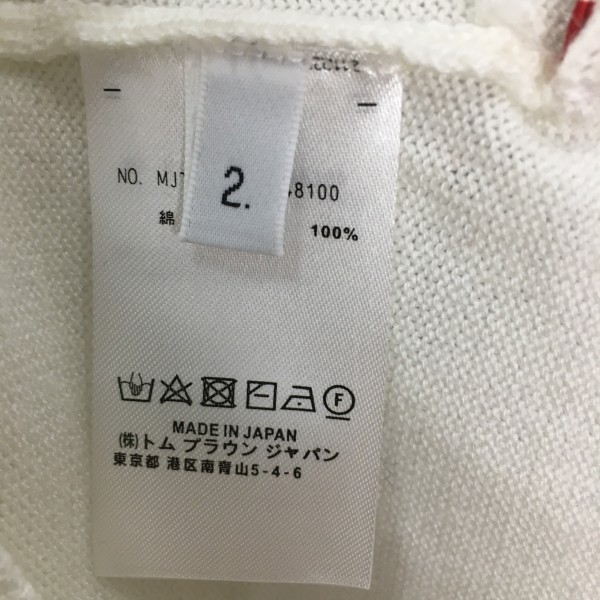 2.
NO. MJ 48100
綿 100%
MADE IN JAPAN
(株)トム ブラウン ジャパン
東京都 港区南青山5-4-6